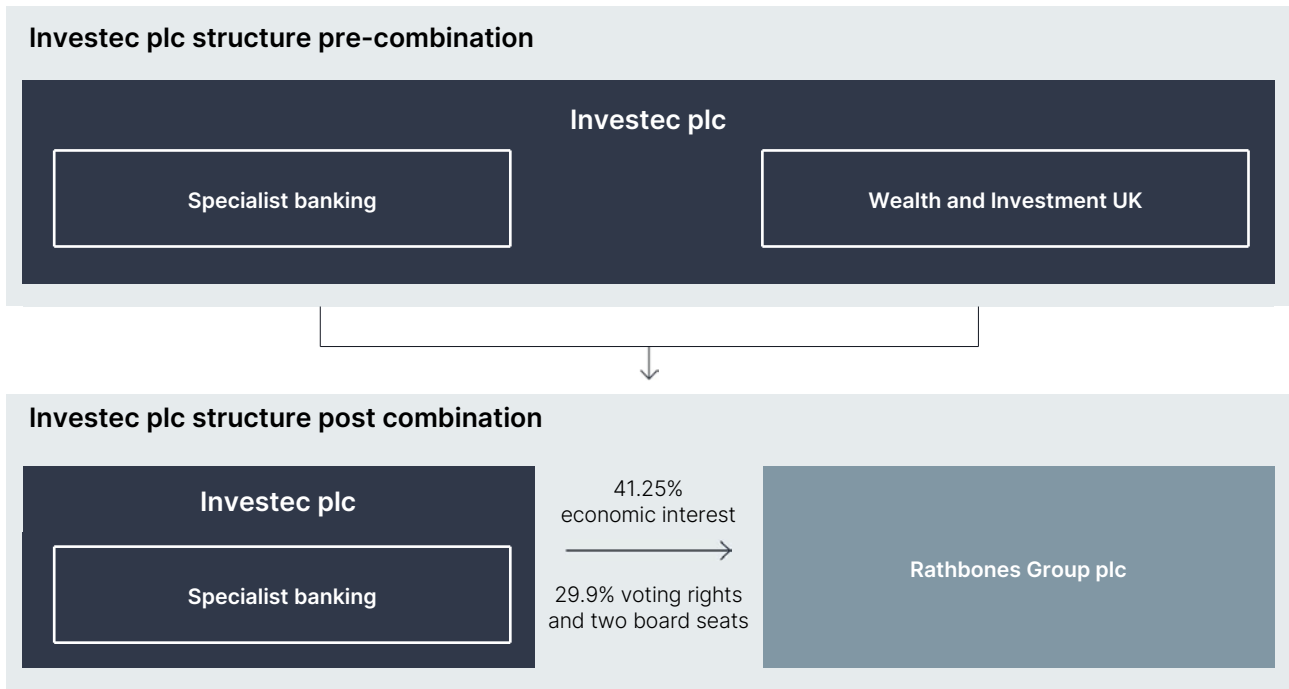 Investec plc structure pre-combination
Investec plc
Specialist banking
Wealth and Investment UK
Investec plc structure post combination
Investec plc
Specialist banking
41.25%
economic interest
29.9% voting rights
and two board seats
Rathbones Group plc